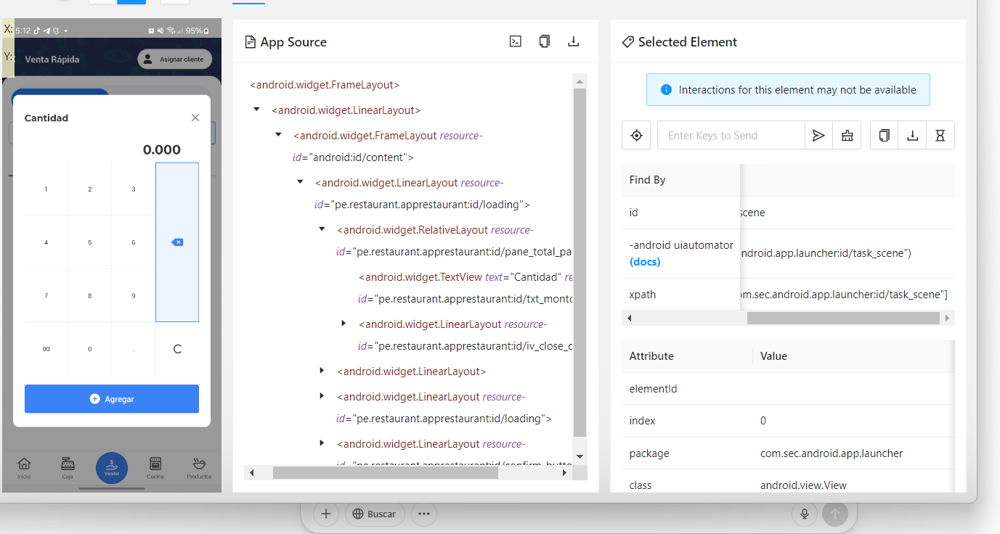 X:
5:12
95%
Y:
Venta Rápida
Asignar cliente
Cantidad
0.000
1
2
3
4
5
6
7
8
9
00
0
.
C
Agregar
Inicio
Caja
Vender
Cocina
Productos
App Source
<android.widget.FrameLayout>
<android.widget.LinearLayout>
<android.widget.FrameLayout resource-
id="android:id/content">
<android.widget.LinearLayout resource-
id="pe.restaurant.apprestaurant:id/loading">
<android.widget.RelativeLayout resource-
id="pe.restaurant.apprestaurant:id/pane_total_pa
<android.widget.TextView text="Cantidad" re
id="pe.restaurant.apprestaurant:id/txt_monto
<android.widget.LinearLayout resource-
id="pe.restaurant.apprestaurant:id/iv_close_c
<android.widget.LinearLayout>
<android.widget.LinearLayout resource-
id="pe.restaurant.apprestaurant:id/loading">
<android.widget.LinearLayout resource-
id="pe.restaurant.apprestaurant:id/confirm_butto
Selected Element
Interactions for this element may not be available
Enter Keys to Send
Find By
id
scene
-android uiautomator
(docs)
ndroid.app.launcher:id/task_scene")
xpath
om.sec.android.app.launcher:id/task_scene"]
Attribute
Value
elementId
index
0
package
com.sec.android.app.launcher
class
android.view.View
Buscar